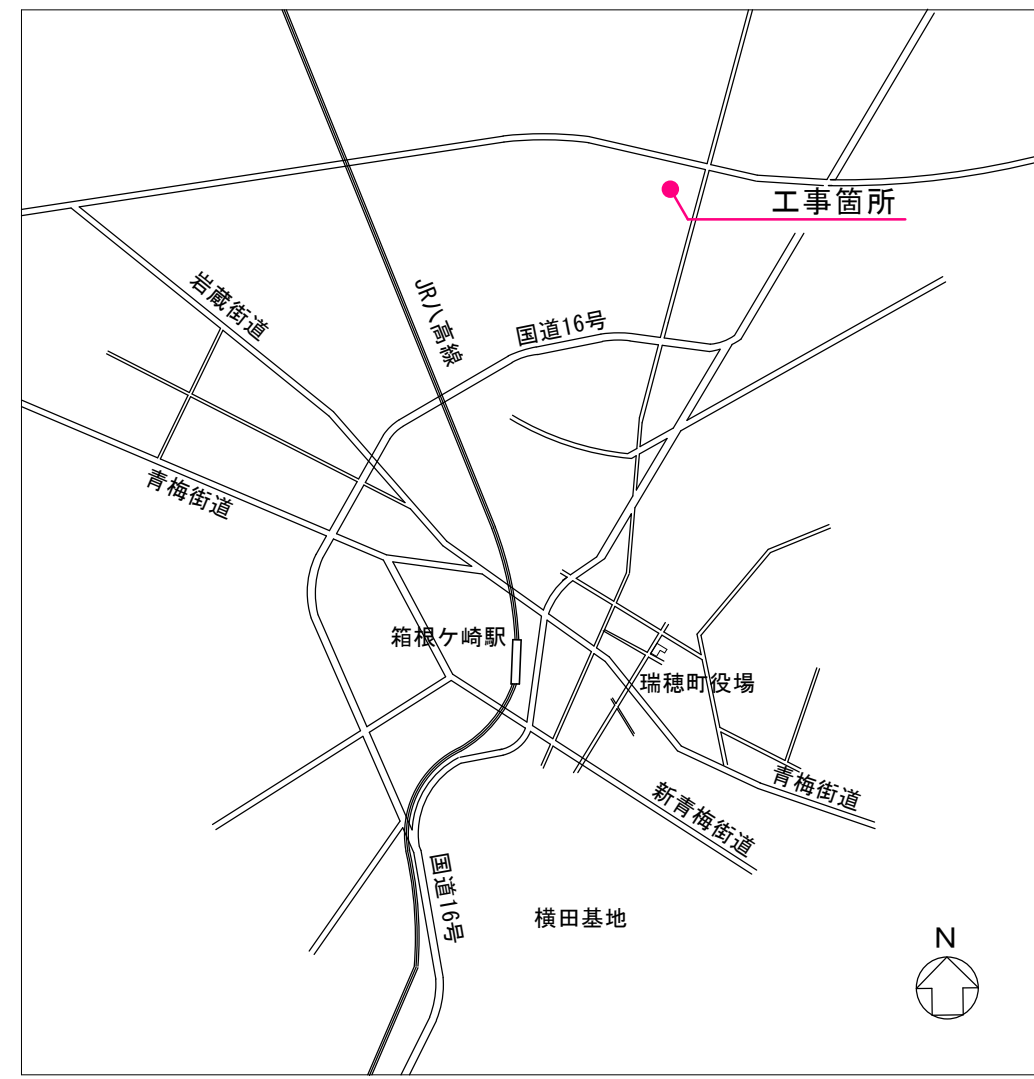 工事箇所
岩蔵街道
JR八高線
国道16号
青梅街道
箱根ケ崎駅
瑞穂町役場
青梅街道
新青梅街道
国道16号
横田基地
N